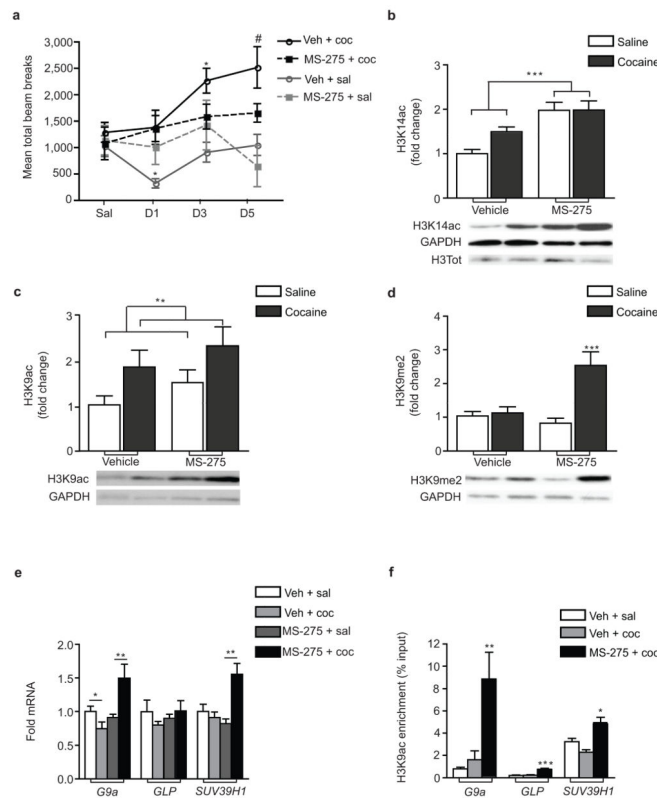 a
Mean total beam breaks
3,000
2,500
2,000
1,500
1,000
500
0
Sal D1 D3 D5
*
*
#
Veh + coc
MS-275 + coc
Veh + sal
MS-275 + sal
b
Saline
Cocaine
H3K14ac
(fold change)
4
3
2
1
0
***
Vehicle MS-275
H3K14ac
GAPDH
H3Tot
c
Saline
Cocaine
H3K9ac
(fold change)
3
2
1
0
**
Vehicle MS-275
H3K9ac
GAPDH
d
Saline
Cocaine
H3K9me2
(fold change)
4
3
2
1
0
***
Vehicle MS-275
H3K9me2
GAPDH
e
Veh + sal
Veh + coc
MS-275 + sal
MS-275 + coc
Fold mRNA
2.0
1.5
1.0
0.5
0.0
*
**
**
G9a GLP SUV39H1
f
Veh + sal
Veh + coc
MS-275 + coc
H3K9ac enrichment (% input)
12
10
8
6
4
2
0
**
***
*
G9a GLP SUV39H1